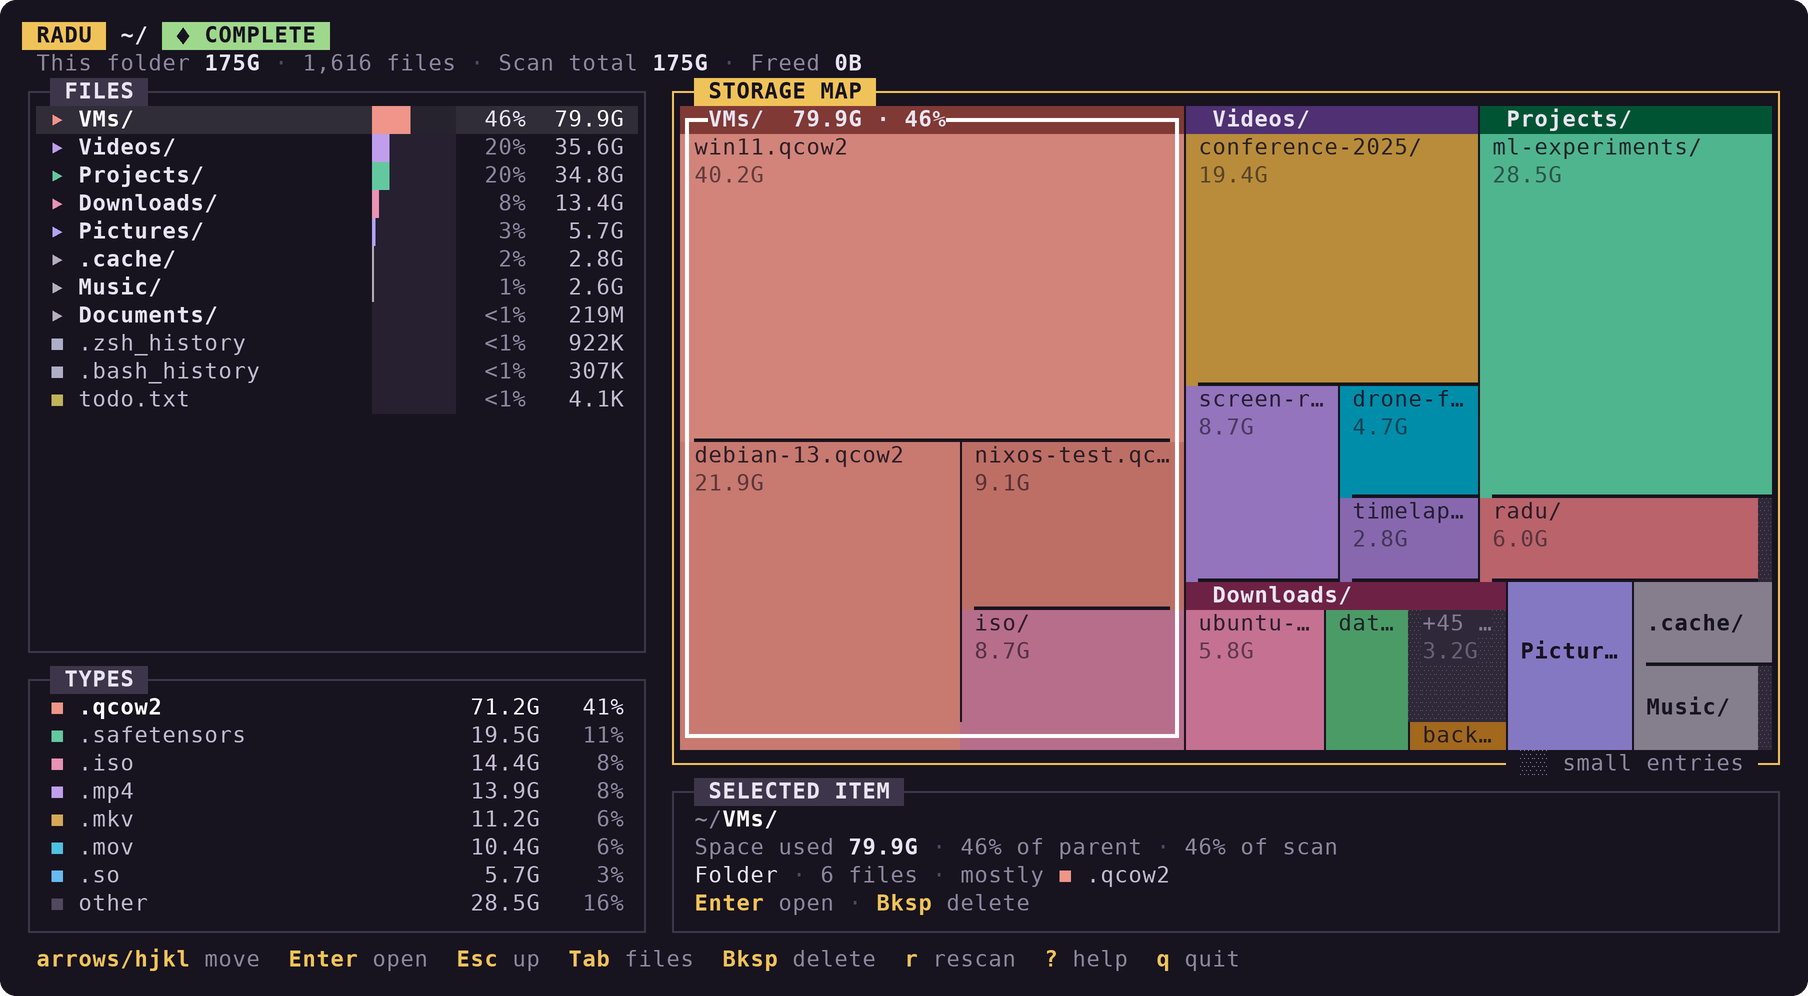 RADU ~/ ♦ COMPLETE
This folder 175G · 1,616 files · Scan total 175G · Freed 0B
FILES
▶ VMs/ 46% 79.9G
▶ Videos/ 20% 35.6G
▶ Projects/ 20% 34.8G
▶ Downloads/ 8% 13.4G
▶ Pictures/ 3% 5.7G
▶ .cache/ 2% 2.8G
▶ Music/ 1% 2.6G
▶ Documents/ <1% 219M
■ .zsh_history <1% 922K
■ .bash_history <1% 307K
■ todo.txt <1% 4.1K
TYPES
■ .qcow2 71.2G 41%
■ .safetensors 19.5G 11%
■ .iso 14.4G 8%
■ .mp4 13.9G 8%
■ .mkv 11.2G 6%
■ .mov 10.4G 6%
■ .so 5.7G 3%
■ other 28.5G 16%
STORAGE MAP
VMs/ 79.9G · 46%
win11.qcow2
40.2G
debian-13.qcow2
21.9G
nixos-test.qc…
9.1G
iso/
8.7G
Videos/
conference-2025/
19.4G
screen-r…
8.7G
drone-f…
4.7G
timelap…
2.8G
Projects/
ml-experiments/
28.5G
radu/
6.0G
Downloads/
ubuntu-…
5.8G
dat…
+45 …
3.2G
back…
Pictur…
.cache/
Music/
small entries
SELECTED ITEM
~/VMs/
Space used 79.9G · 46% of parent · 46% of scan
Folder · 6 files · mostly ■ .qcow2
Enter open · Bksp delete
arrows/hjkl move Enter open Esc up Tab files Bksp delete r rescan ? help q quit